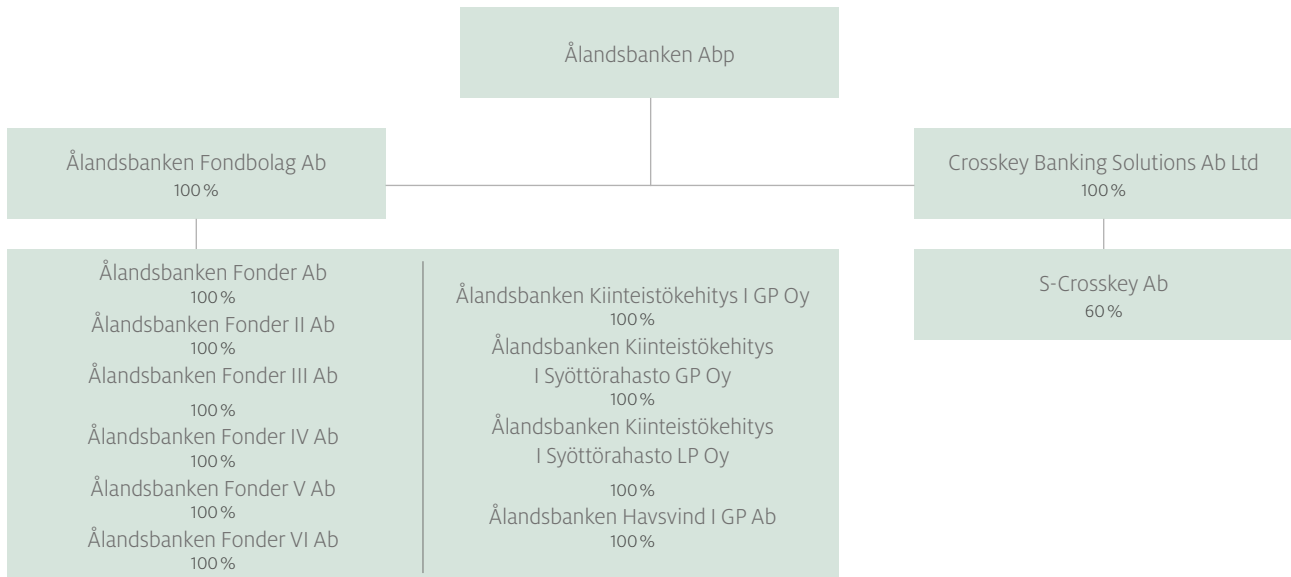 Ålandsbanken Abp
Ålandsbanken Fondbolag Ab
100 %
Crosskey Banking Solutions Ab Ltd
100 %
Ålandsbanken Fonder Ab
100 %
Ålandsbanken Fonder II Ab
100 %
Ålandsbanken Fonder III Ab
100 %
Ålandsbanken Fonder IV Ab
100 %
Ålandsbanken Fonder V Ab
100 %
Ålandsbanken Fonder VI Ab
100 %
Ålandsbanken Kiinteistökehitys I GP Oy
100 %
Ålandsbanken Kiinteistökehitys
I Syöttörahasto GP Oy
100 %
Ålandsbanken Kiinteistökehitys
I Syöttörahasto LP Oy
100 %
Ålandsbanken Havsvind I GP Ab
100 %
S-Crosskey Ab
60 %